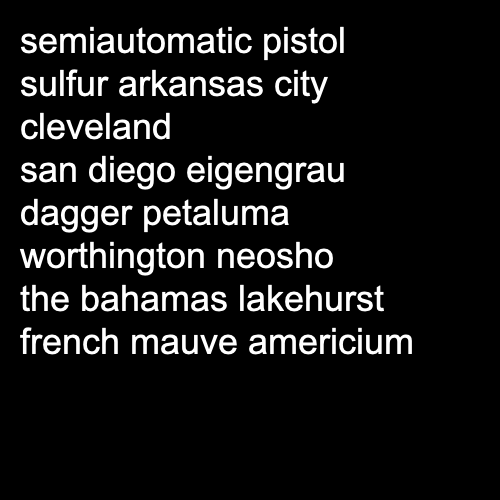 semiautomatic pistol
sulfur arkansas city
cleveland
san diego eigengrau
dagger petaluma
worthington neosho
the bahamas lakehurst
french mauve americium